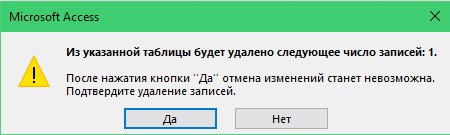 Microsoft Access
Из указанной таблицы будет удалено следующее число записей: 1.
После нажатия кнопки "Да" отмена изменений станет невозможна.
Подтвердите удаление записей.
Да
Нет